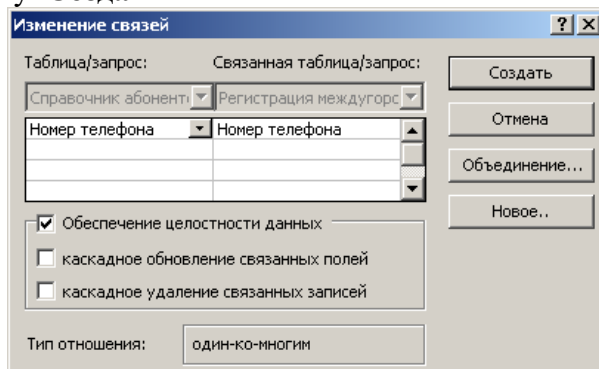 Изменение связей
Таблица/запрос: Связанная таблица/запрос:
Справочник абонент Регистрация междугорс
Номер телефона Номер телефона
Обеспечение целостности данных
каскадное обновление связанных полей
каскадное удаление связанных записей
Тип отношения: один-ко-многим
Создать
Отмена
Объединение...
Новое..